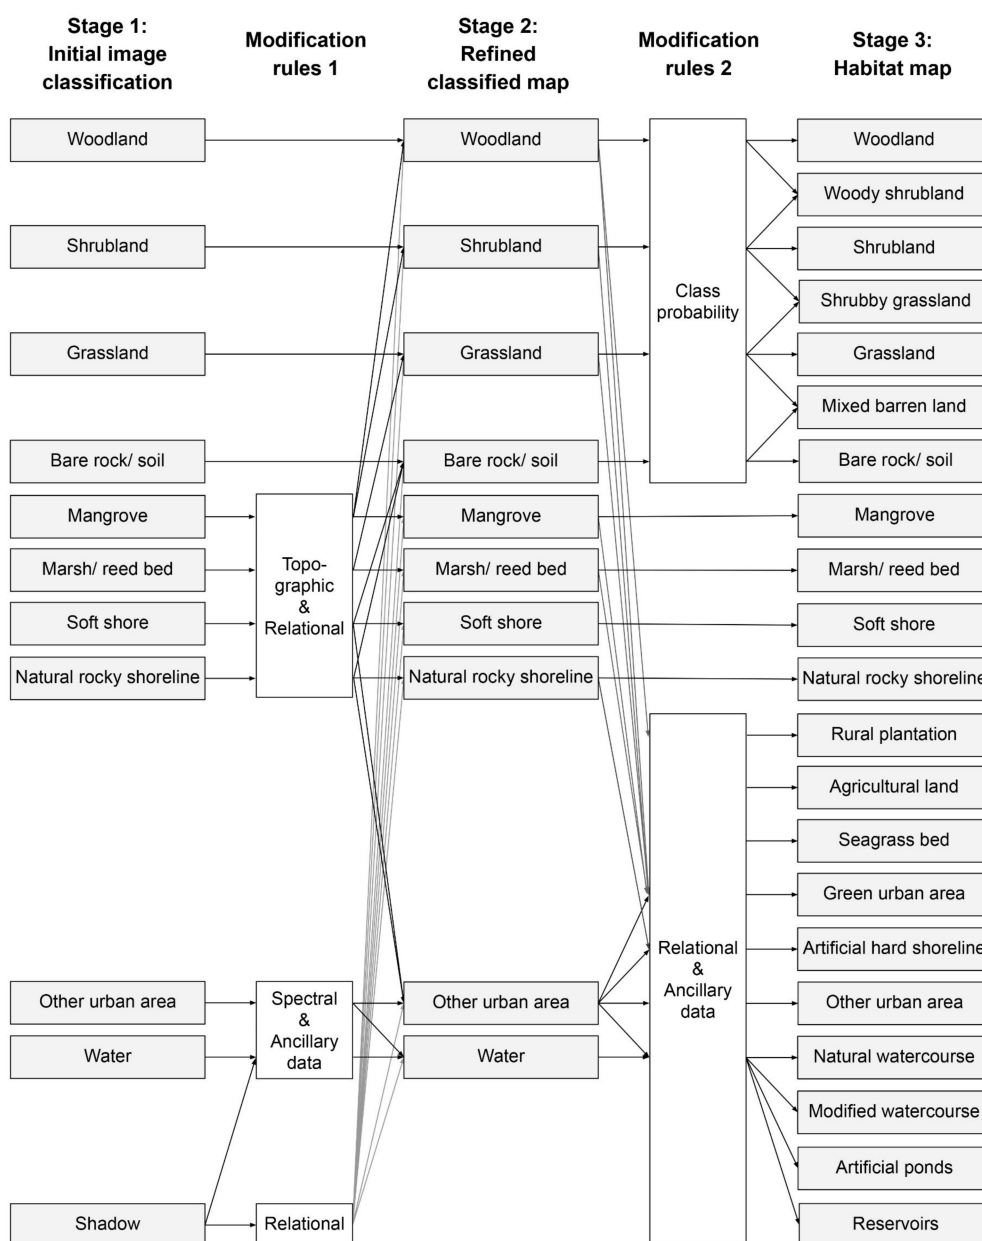 Stage 1:
Initial image
classification
Modification
rules 1
Stage 2:
Refined
classified map
Modification
rules 2
Stage 3:
Habitat map
Woodland
Shrubland
Grassland
Bare rock/ soil
Mangrove
Marsh/ reed bed
Soft shore
Natural rocky shoreline
Other urban area
Water
Shadow
Topo-
graphic
&
Relational
Spectral
&
Ancillary
data
Relational
Woodland
Shrubland
Grassland
Bare rock/ soil
Mangrove
Marsh/ reed bed
Soft shore
Natural rocky shoreline
Other urban area
Water
Class
probability
Relational
&
Ancillary
data
Woodland
Woody shrubland
Shrubland
Shrubby grassland
Grassland
Mixed barren land
Bare rock/ soil
Mangrove
Marsh/ reed bed
Soft shore
Natural rocky shoreline
Rural plantation
Agricultural land
Seagrass bed
Green urban area
Artificial hard shoreline
Other urban area
Natural watercourse
Modified watercourse
Artificial ponds
Reservoirs